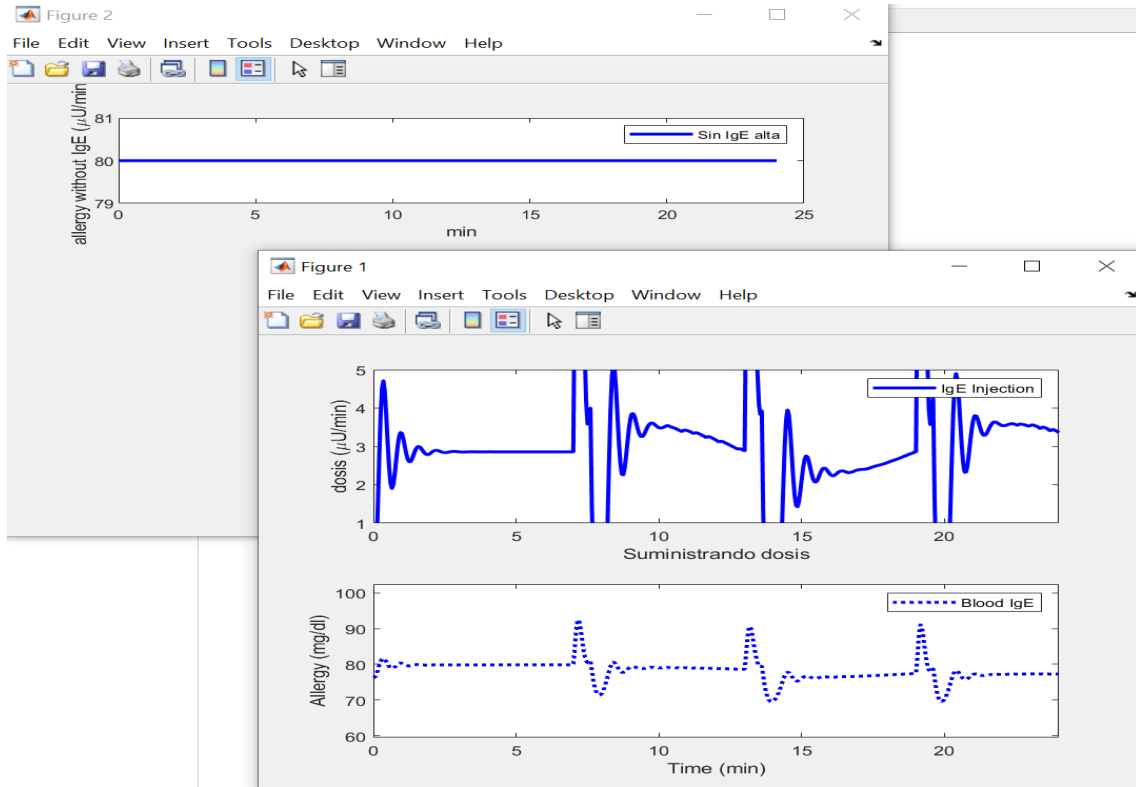 Figure 2
File Edit View Insert Tools Desktop Window Help
allergy without IgE (μU/min
81
80
79
Sin IgE alta
0 5 10 15 20 25
min
Figure 1
File Edit View Insert Tools Desktop Window Help
dosis (μU/min)
5
4
3
2
1
IgE Injection
0 5 10 15 20
Suministrando dosis
Allergy (mg/dl)
100
90
80
70
60
Blood IgE
0 5 10 15 20
Time (min)